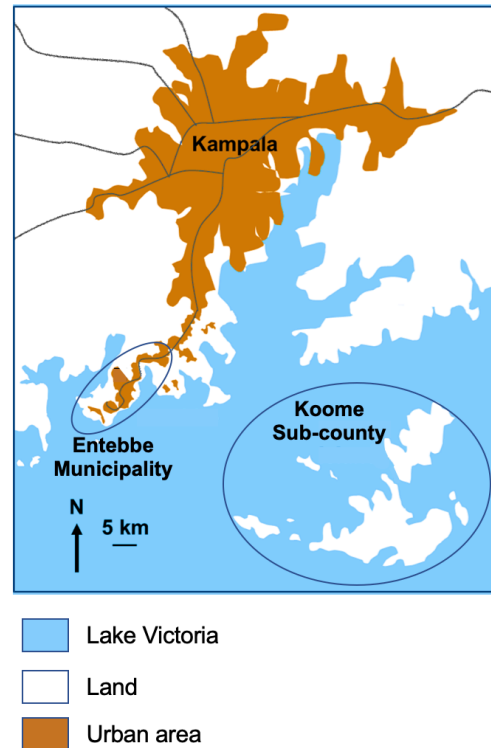 Kampala
Koome
Sub-county
Entebbe
Municipality
N
5 km
Lake Victoria
Land
Urban area